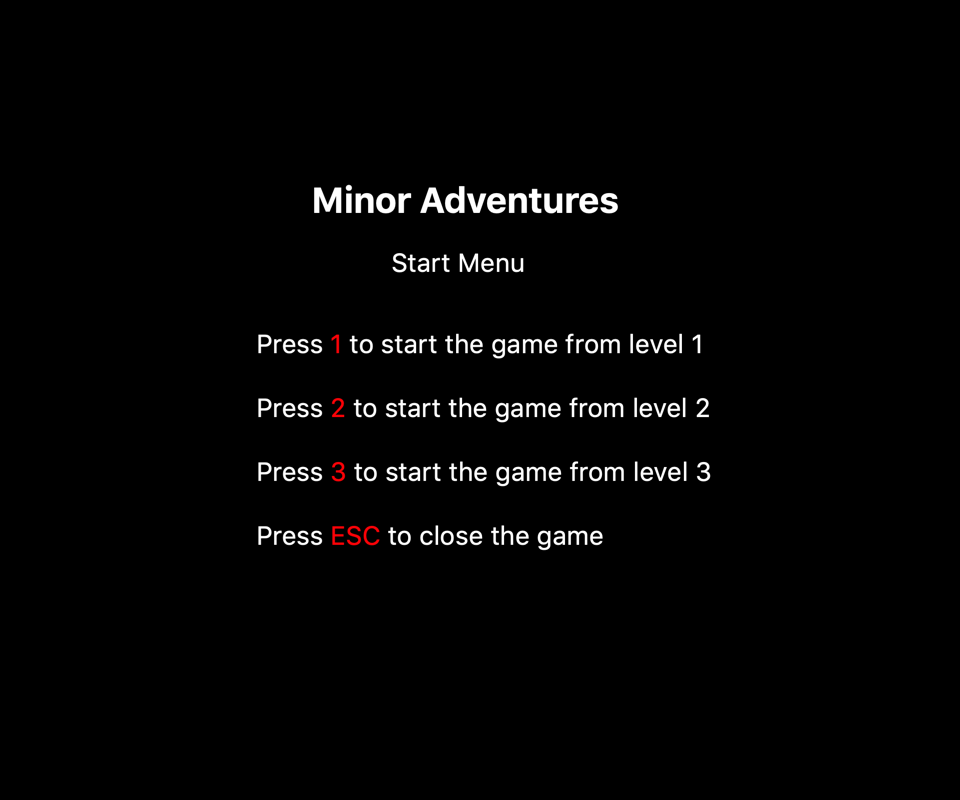 Minor Adventures
Start Menu
Press 1 to start the game from level 1
Press 2 to start the game from level 2
Press 3 to start the game from level 3
Press ESC to close the game